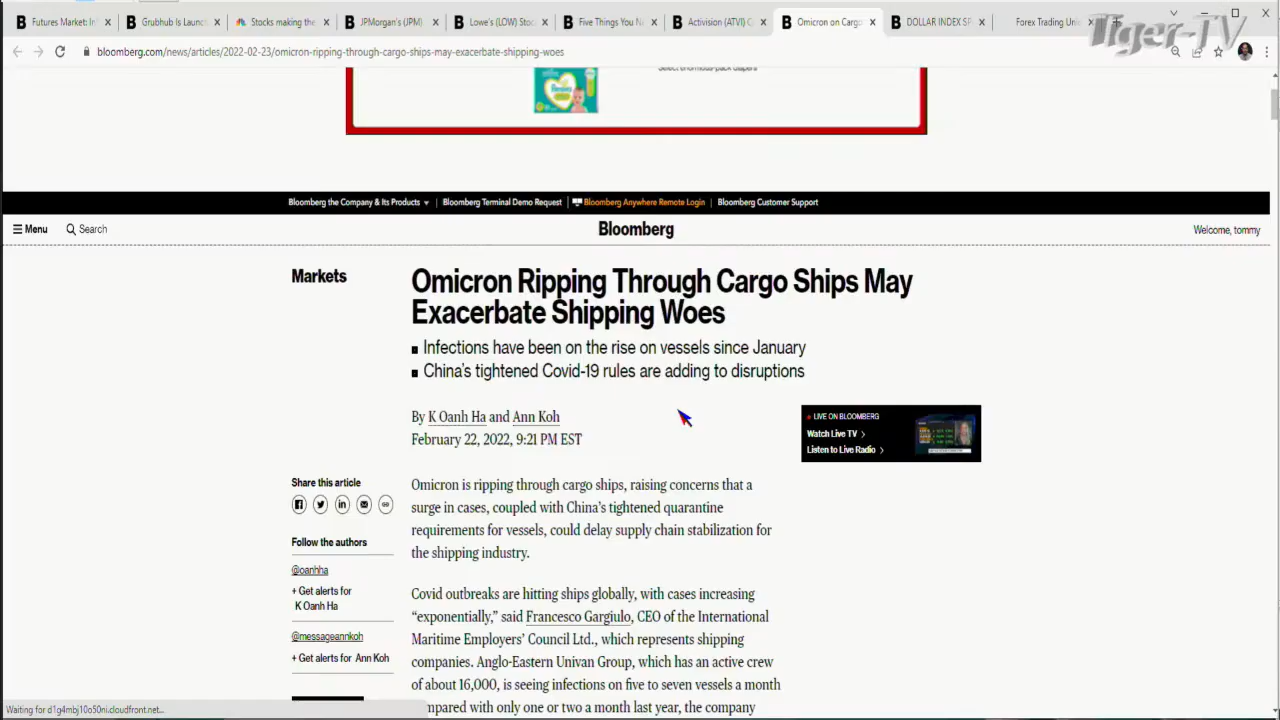 Futures Market In
Grubhub Is Launc
Stocks making the
JPMorgan's (JPM)
Lowe's (LOW) Stoc
Five Things You N
Activision (ATVI) C
Omicron on Cargo
DOLLAR INDEX SP
Forex Trading Uni
Tiger-TV
bloomberg.com/news/articles/2022-02-23/omicron-ripping-through-cargo-ships-may-exacerbate-shipping-woes
Pampers
Bloomberg the Company & Its Products | Bloomberg Terminal Demo Request | Bloomberg Anywhere Remote Login | Bloomberg Customer Support
Menu Search Bloomberg Welcome, tommy
Markets
Omicron Ripping Through Cargo Ships May
Exacerbate Shipping Woes
Infections have been on the rise on vessels since January
China's tightened Covid-19 rules are adding to disruptions
By K Oanh Ha and Ann Koh
February 22, 2022, 9:21 PM EST
LIVE ON BLOOMBERG
Watch Live TV
Listen to Live Radio
Share this article
Follow the authors
@oanhha
+ Get alerts for
K Oanh Ha
@messageannkoh
+ Get alerts for Ann Koh
Omicron is ripping through cargo ships, raising concerns that a
surge in cases, coupled with China's tightened quarantine
requirements for vessels, could delay supply chain stabilization for
the shipping industry.
Covid outbreaks are hitting ships globally, with cases increasing
“exponentially,” said Francesco Gargiulo, CEO of the International
Maritime Employers' Council Ltd., which represents shipping
companies. Anglo-Eastern Univan Group, which has an active crew
of about 16,000, is seeing infections on five to seven vessels a month
mpared with only one or two a month last year, the company
Waiting for d1g4mbj10o50ni.cloudfront.net...